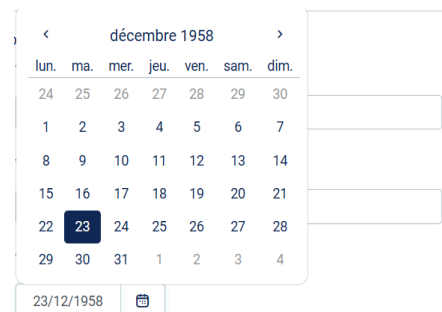 décembre 1958
lun. ma. mer. jeu. ven. sam. dim.
24 25 26 27 28 29 30
1 2 3 4 5 6 7
8 9 10 11 12 13 14
15 16 17 18 19 20 21
22 23 24 25 26 27 28
29 30 31 1 2 3 4
23/12/1958